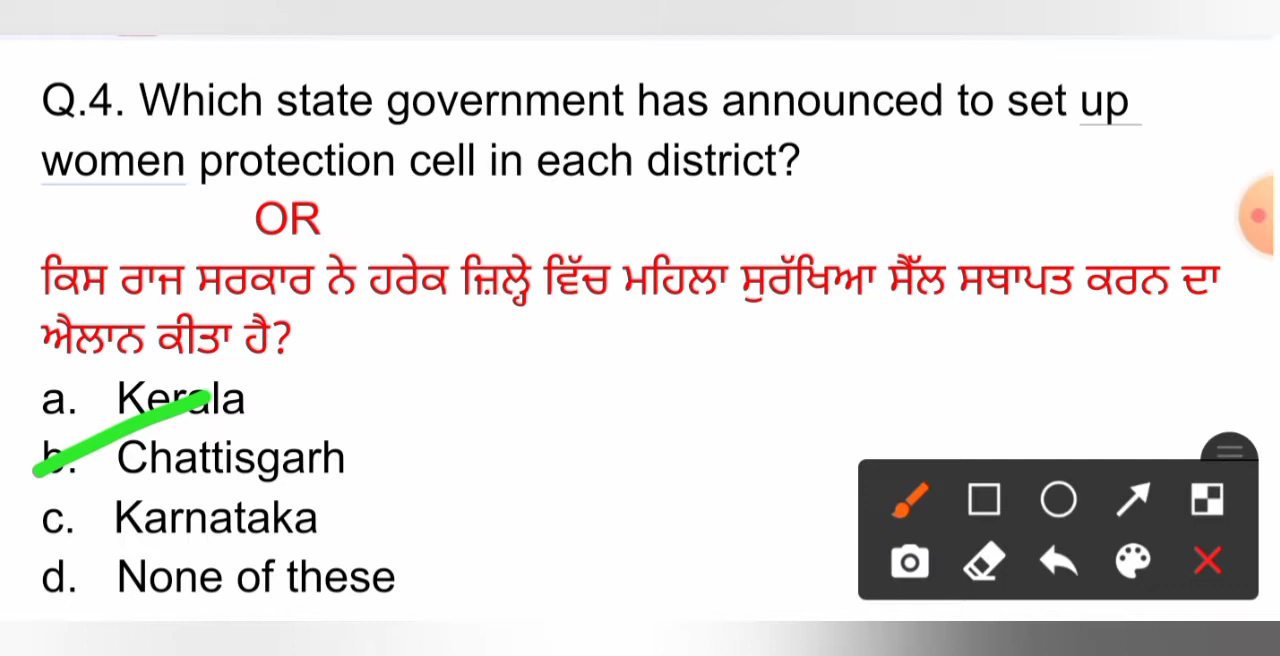 Q.4. Which state government has announced to set up
women protection cell in each district?
OR
ਕਿਸ ਰਾਜ ਸਰਕਾਰ ਨੇ ਹਰੇਕ ਜ਼ਿਲ੍ਹੇ ਵਿੱਚ ਮਹਿਲਾ ਸੁਰੱਖਿਆ ਸੈੱਲ ਸਥਾਪਤ ਕਰਨ ਦਾ
ਐਲਾਨ ਕੀਤਾ ਹੈ?
a. Kerala
b. Chattisgarh
c. Karnataka
d. None of these